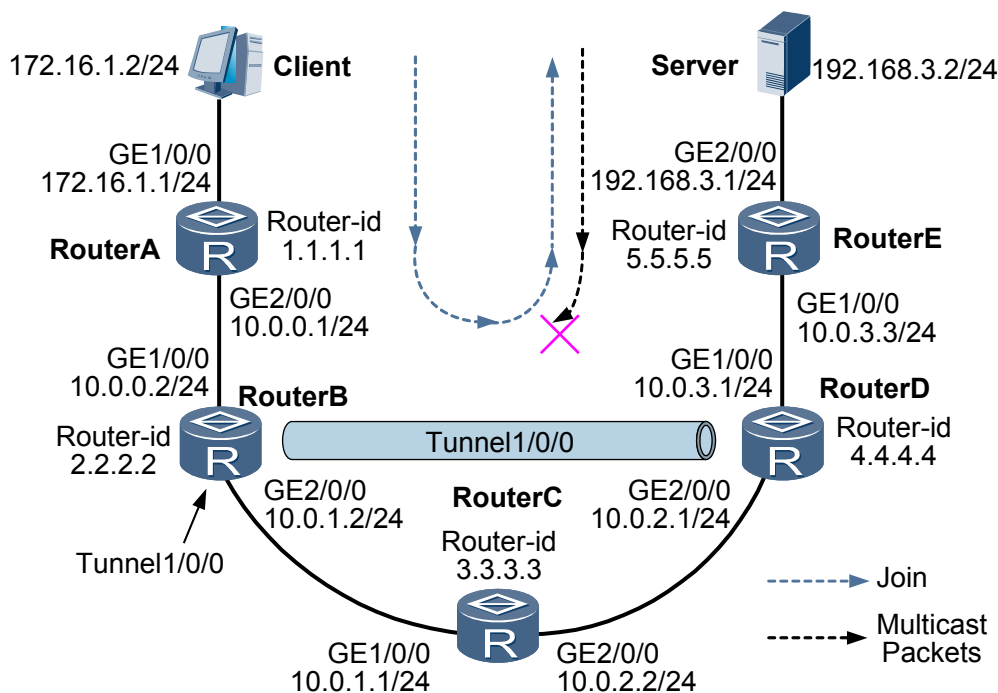 172.16.1.2/24
Client
Server
192.168.3.2/24
GE1/0/0
172.16.1.1/24
GE2/0/0
192.168.3.1/24
RouterA
R
Router-id
1.1.1.1
Router-id
5.5.5.5
R
RouterE
GE2/0/0
10.0.0.1/24
GE1/0/0
10.0.3.3/24
GE1/0/0
10.0.0.2/24
GE1/0/0
10.0.3.1/24
RouterB
RouterD
Router-id
2.2.2.2
R
Tunnel1/0/0
R
Router-id
4.4.4.4
GE2/0/0
10.0.1.2/24
RouterC
GE2/0/0
10.0.2.1/24
Tunnel1/0/0
Router-id
3.3.3.3
R
GE1/0/0
10.0.1.1/24
GE2/0/0
10.0.2.2/24
Join
Multicast
Packets